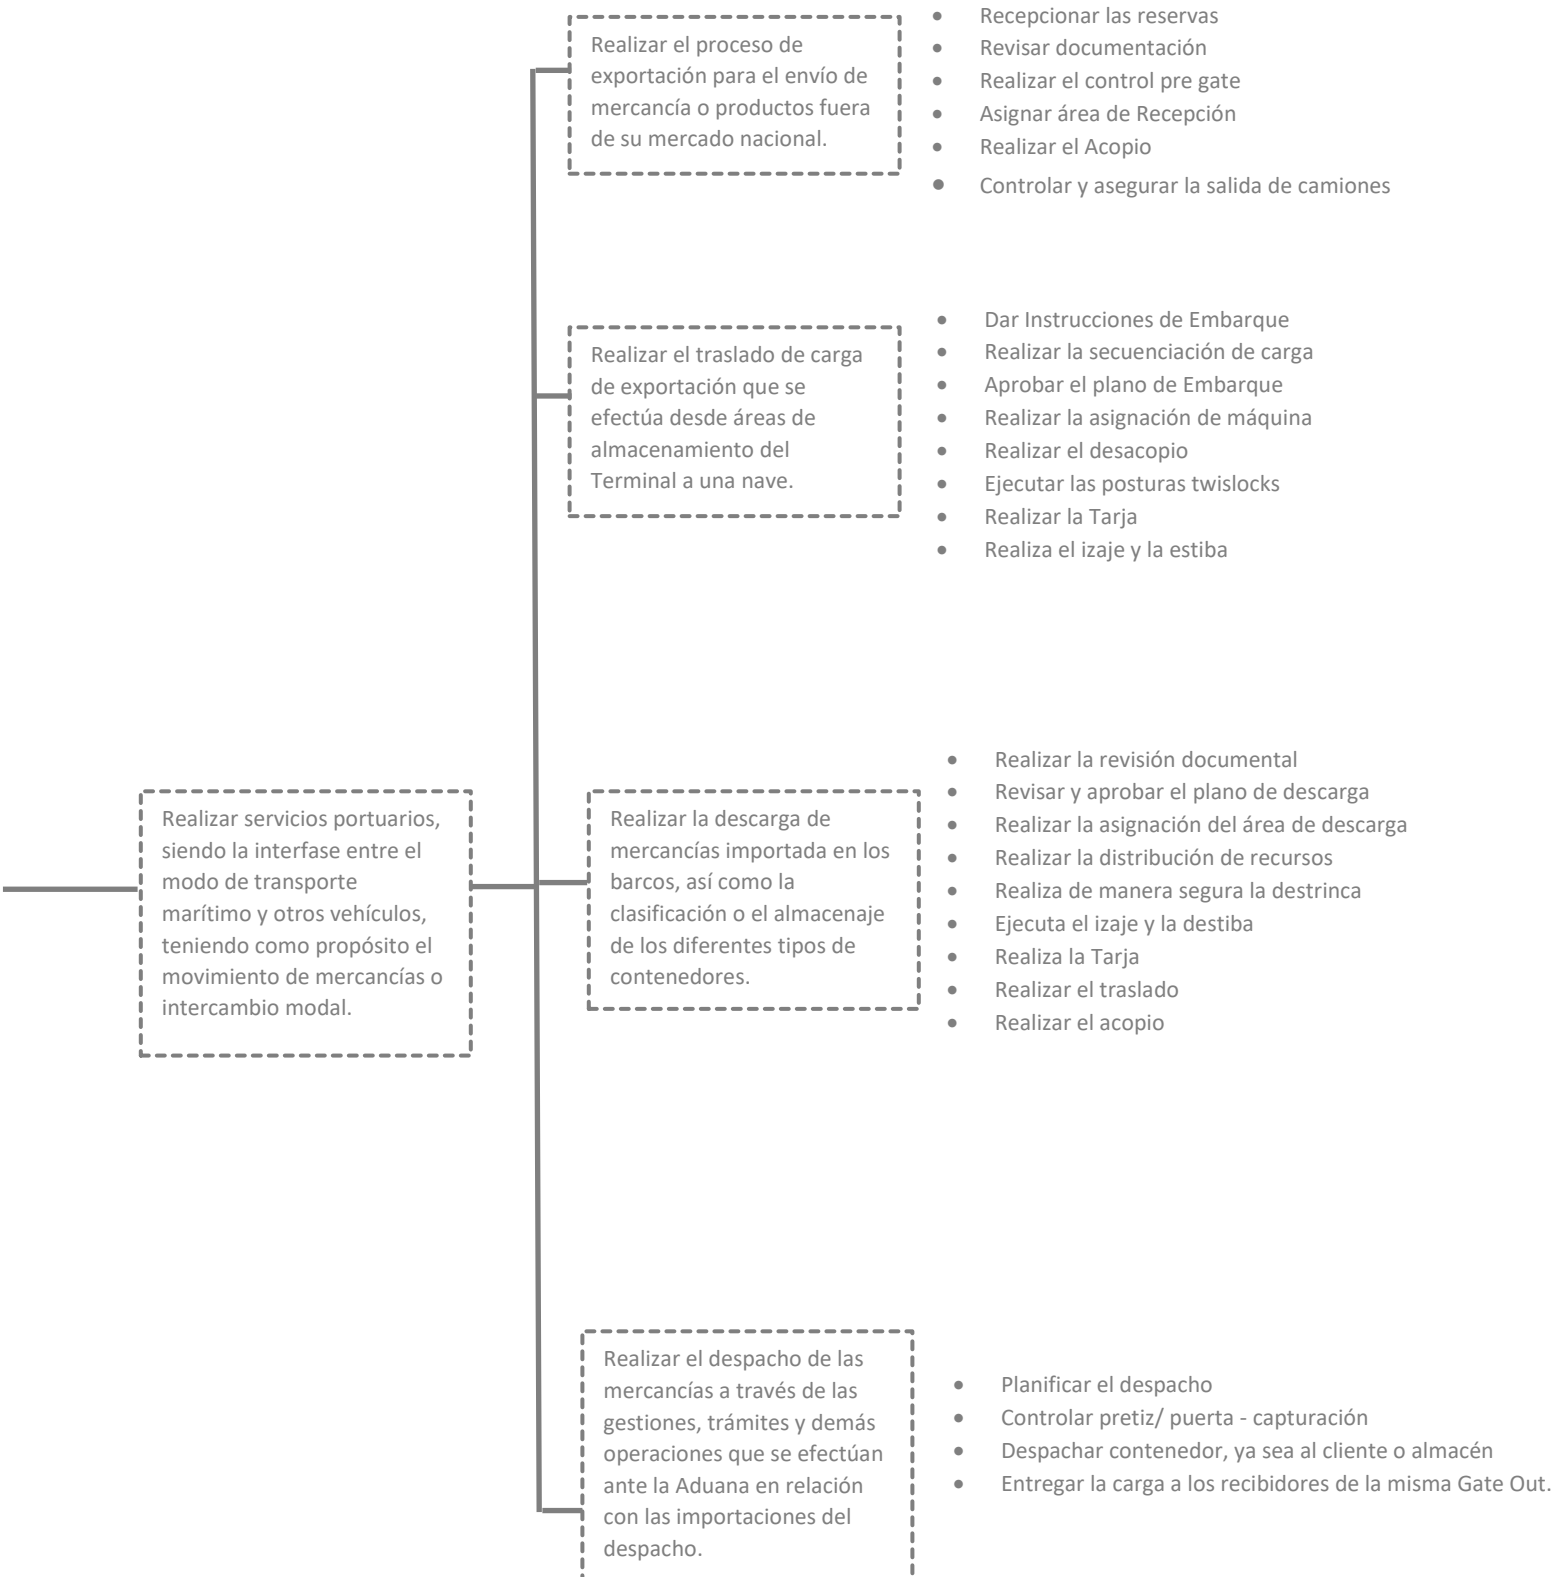 Realizar el proceso de
exportación para el envío de
mercancía o productos fuera
de su mercado nacional.
• Recepcionar las reservas
• Revisar documentación
• Realizar el control pre gate
• Asignar área de Recepción
• Realizar el Acopio
• Controlar y asegurar la salida de camiones
Realizar el traslado de carga
de exportación que se
efectúa desde áreas de
almacenamiento del
Terminal a una nave.
• Dar Instrucciones de Embarque
• Realizar la secuenciación de carga
• Aprobar el plano de Embarque
• Realizar la asignación de máquina
• Realizar el desacopio
• Ejecutar las posturas twislocks
• Realizar la Tarja
• Realiza el izaje y la estiba
Realizar servicios portuarios,
siendo la interfase entre el
modo de transporte
marítimo y otros vehículos,
teniendo como propósito el
movimiento de mercancías o
intercambio modal.
Realizar la descarga de
mercancías importada en los
barcos, así como la
clasificación o el almacenaje
de los diferentes tipos de
contenedores.
• Realizar la revisión documental
• Revisar y aprobar el plano de descarga
• Realizar la asignación del área de descarga
• Realizar la distribución de recursos
• Realiza de manera segura la destrinca
• Ejecuta el izaje y la destiba
• Realiza la Tarja
• Realizar el traslado
• Realizar el acopio
Realizar el despacho de las
mercancías a través de las
gestiones, trámites y demás
operaciones que se efectúan
ante la Aduana en relación
con las importaciones del
despacho.
• Planificar el despacho
• Controlar pretiz/ puerta - capturación
• Despachar contenedor, ya sea al cliente o almacén
• Entregar la carga a los recibidores de la misma Gate Out.